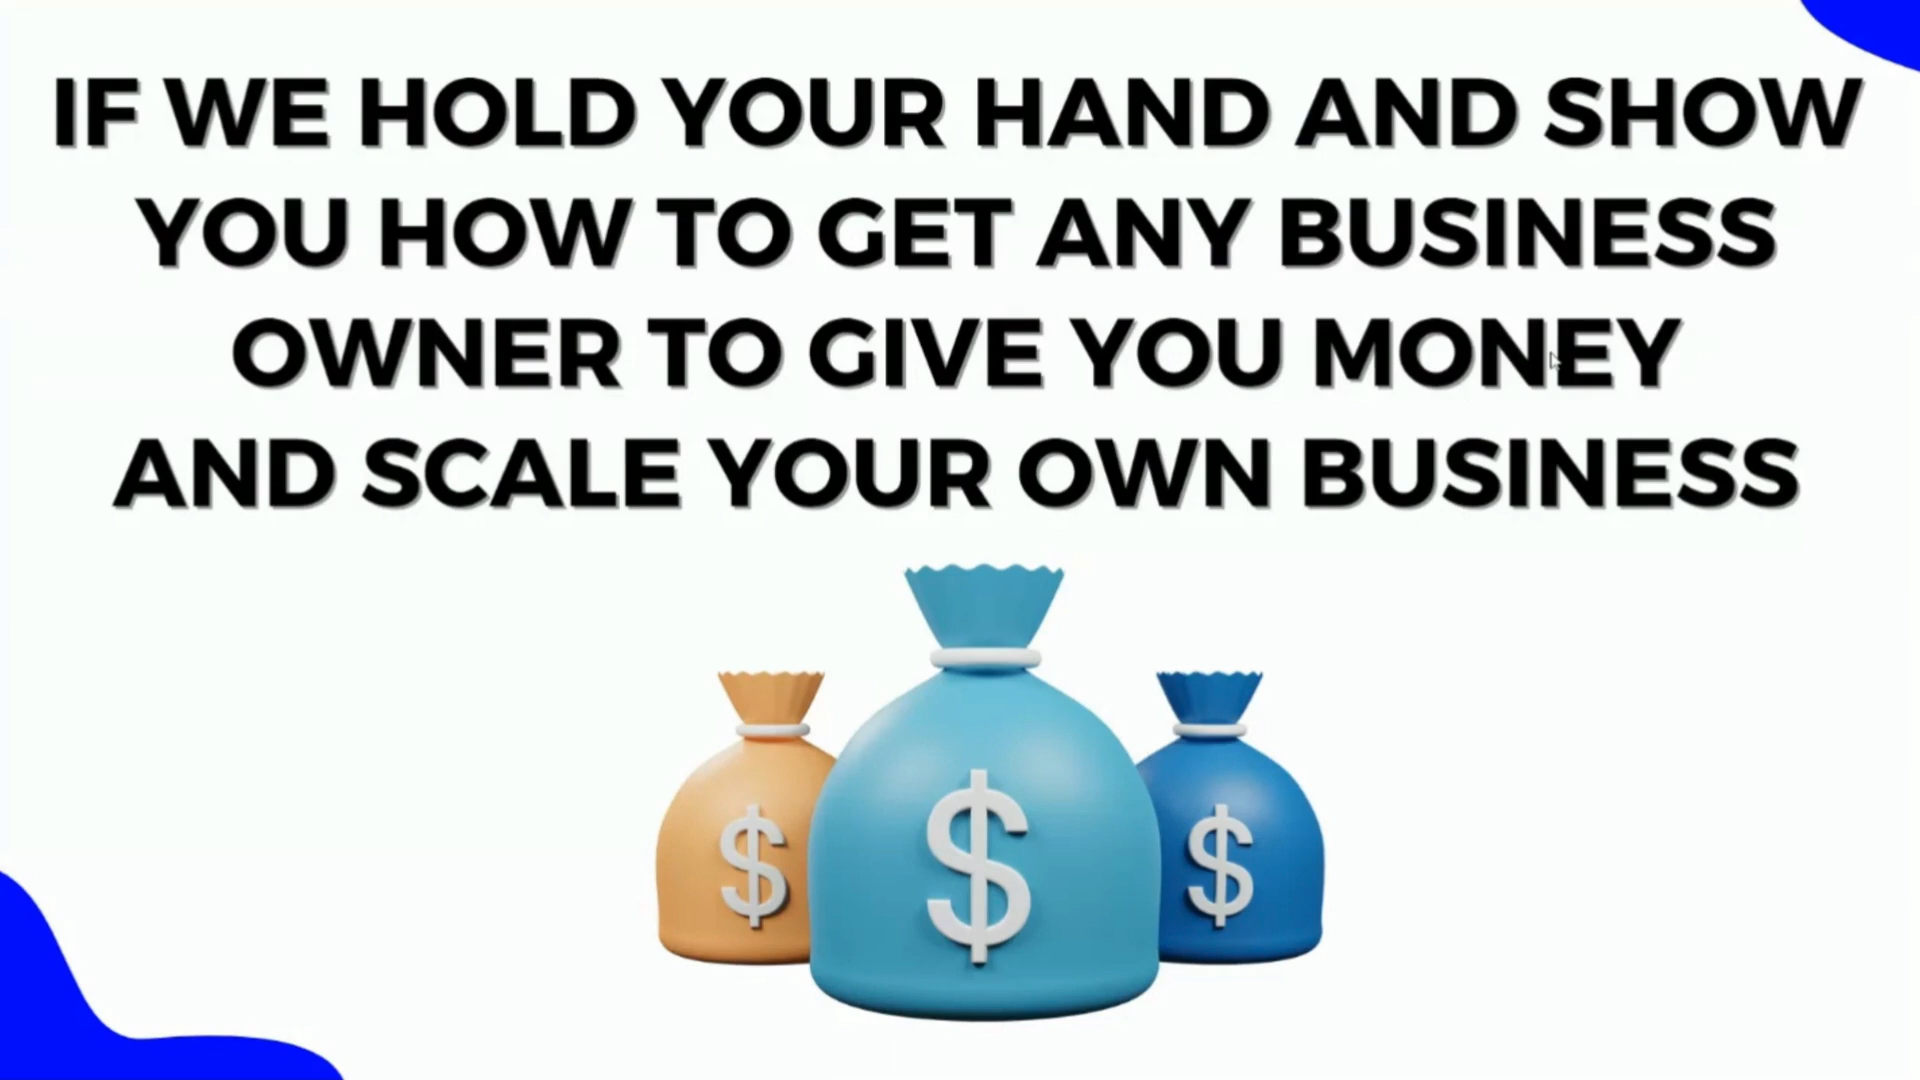 IF WE HOLD YOUR HAND AND SHOW
YOU HOW TO GET ANY BUSINESS
OWNER TO GIVE YOU MONEY
AND SCALE YOUR OWN BUSINESS
$ $ $